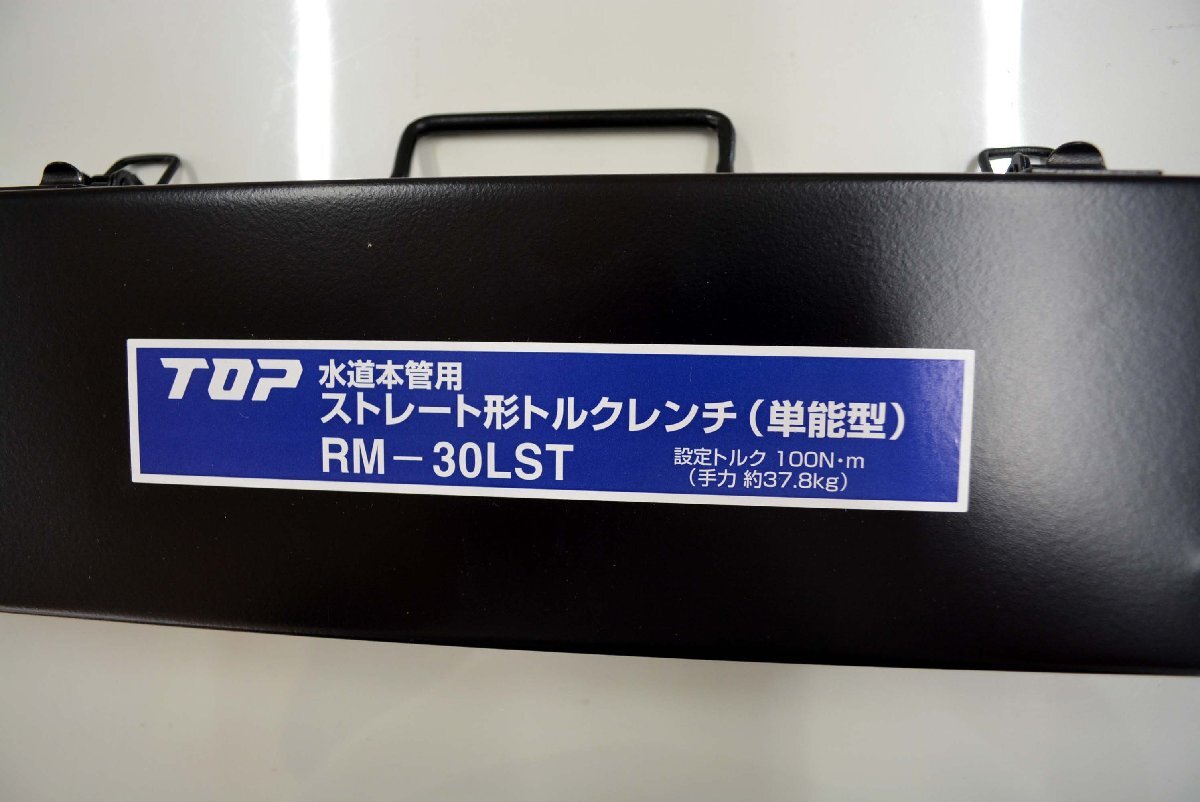 TOP 水道本管用
ストレート形トルクレンチ（単能型）
RM－30LST
設定トルク 100N・m
（手力 約37.8kg）